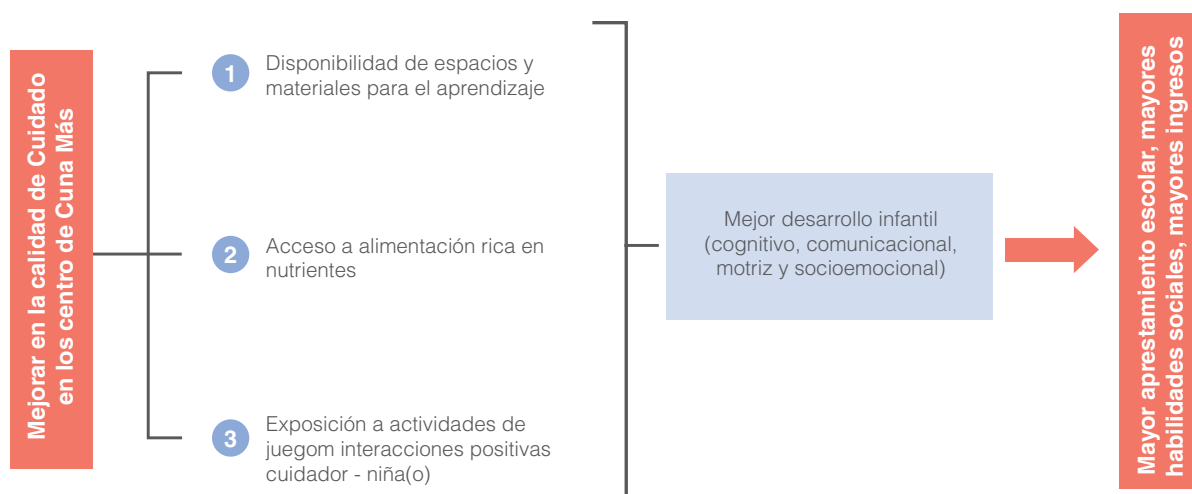 Mejorar en la calidad de Cuidado
en los centro de Cuna Más
1
Disponibilidad de espacios y
materiales para el aprendizaje
2
Acceso a alimentación rica en
nutrientes
3
Exposición a actividades de
juegom interacciones positivas
cuidador - niña(o)
Mejor desarrollo infantil
(cognitivo, comunicacional,
motriz y socioemocional)
Mayor aprestamiento escolar, mayores
habilidades sociales, mayores ingresos